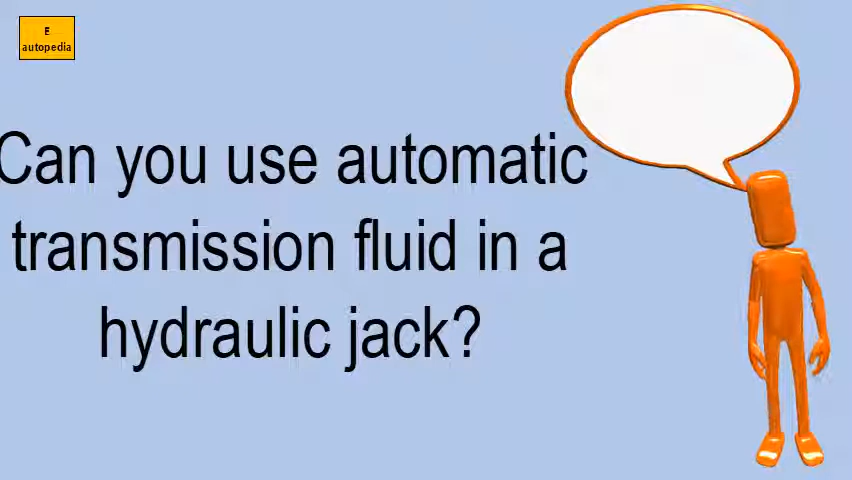 E
autopedia
Can you use automatic
transmission fluid in a
hydraulic jack?